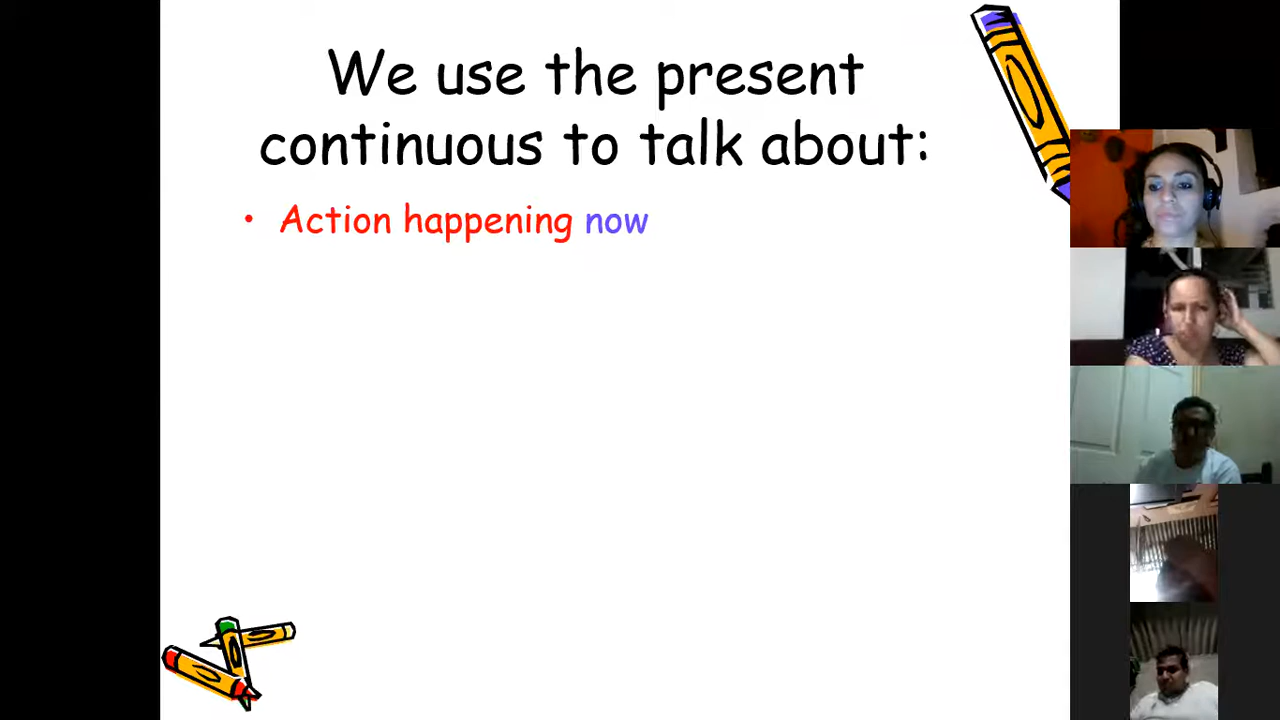 We use the present
continuous to talk about:
• Action happening now